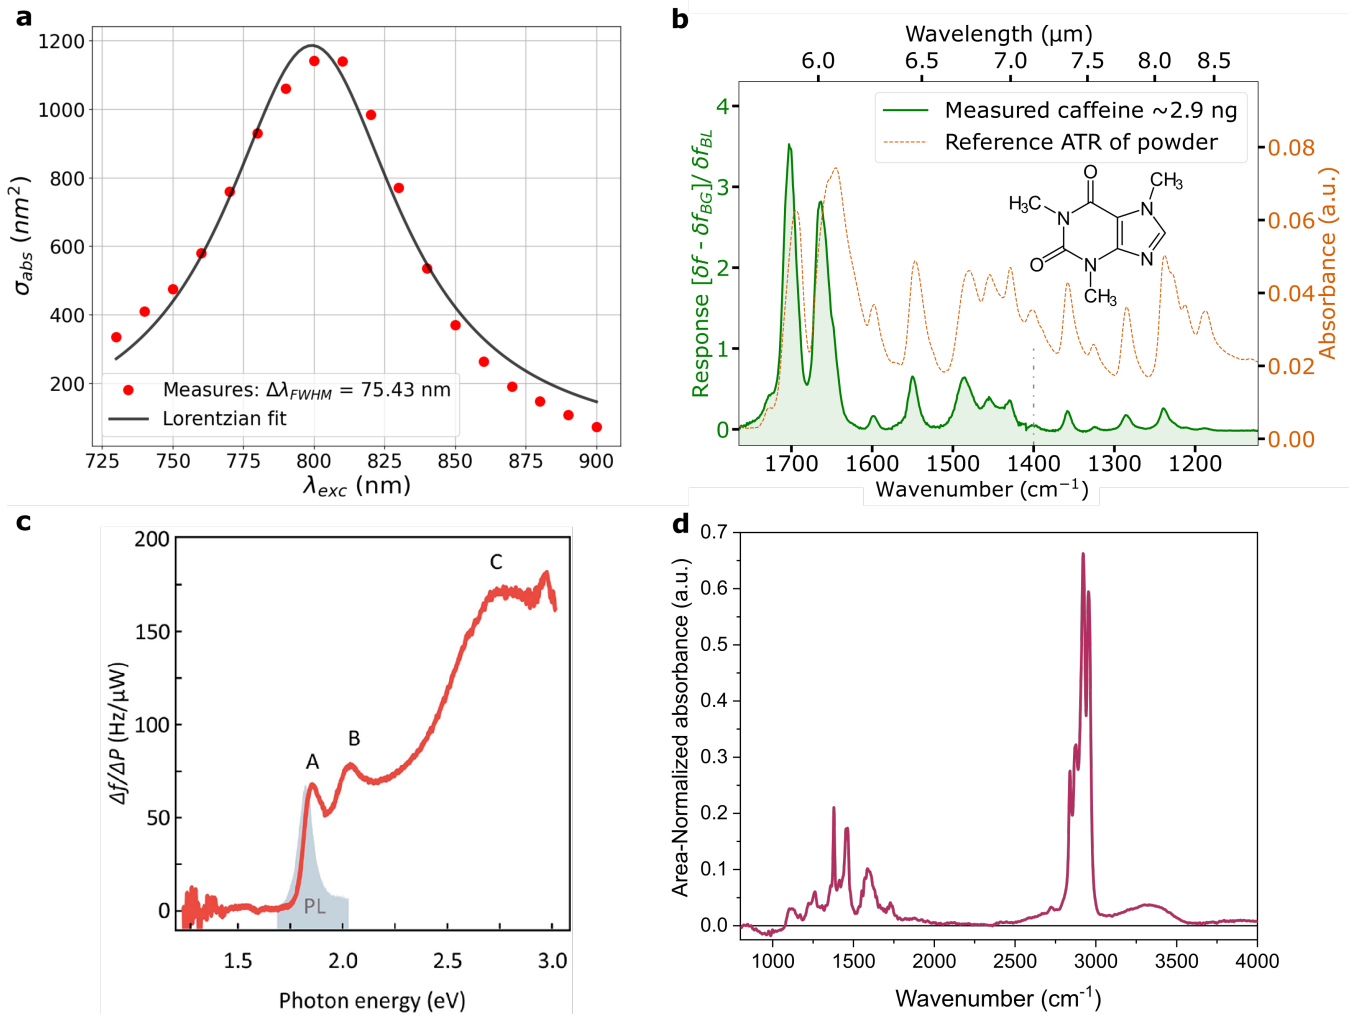 a
1200
1000
800
600
400
200
σabs (nm²)
Measures: ΔλFWHM = 75.43 nm
Lorentzian fit
725 750 775 800 825 850 875 900
λexc (nm)
b
Wavelength (μm)
6.0 6.5 7.0 7.5 8.0 8.5
4
3
2
1
0
Response [δf - δfBG]/ δfBL
Measured caffeine ~2.9 ng
Reference ATR of powder
O
CH₃
H₃C
N
N
O
N
N
CH₃
0.08
0.06
0.04
0.02
0.00
Absorbance (a.u.)
1700 1600 1500 1400 1300 1200
Wavenumber (cm⁻¹)
c
200
150
100
50
0
Δf/ΔP (Hz/μW)
A
B
C
PL
1.5 2.0 2.5 3.0
Photon energy (eV)
d
0.7
0.6
0.5
0.4
0.3
0.2
0.1
0.0
Area-Normalized absorbance (a.u.)
1000 1500 2000 2500 3000 3500 4000
Wavenumber (cm⁻¹)